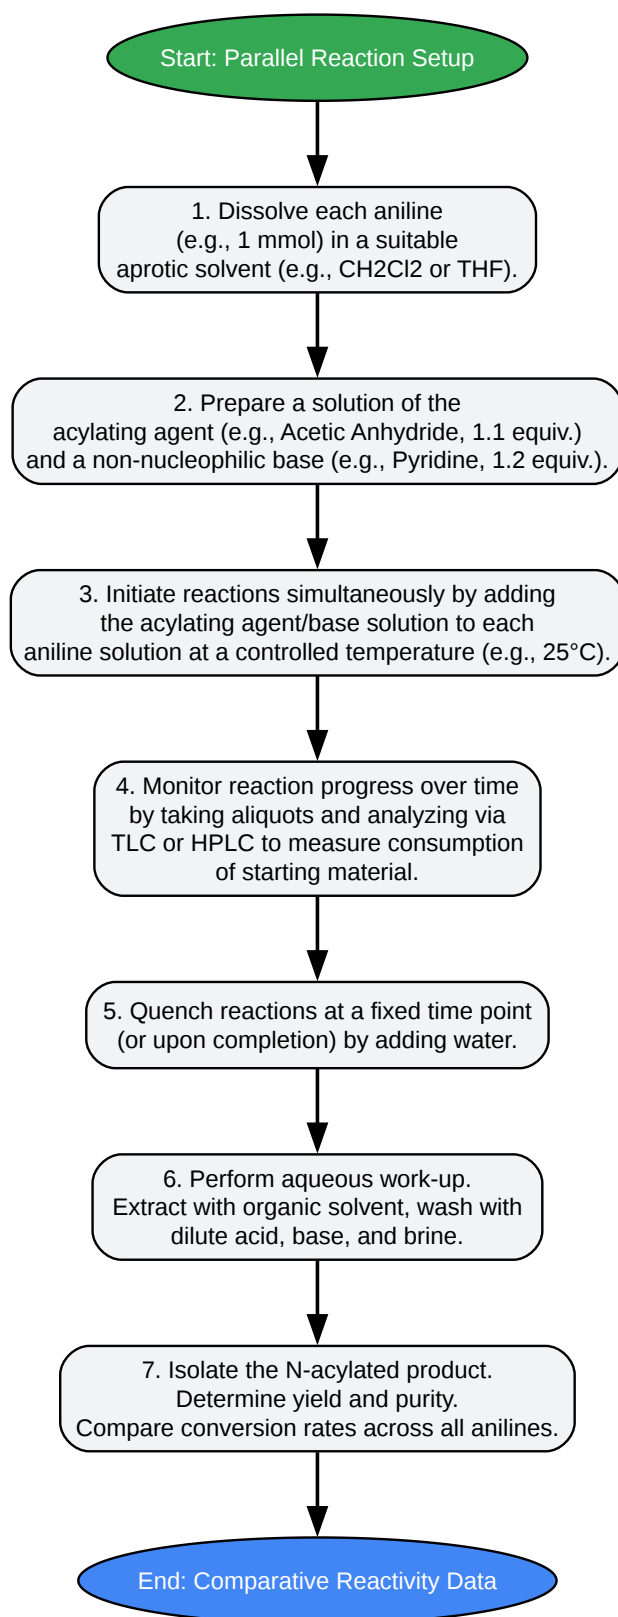 Start: Parallel Reaction Setup
1. Dissolve each aniline
(e.g., 1 mmol) in a suitable
aprotic solvent (e.g., CH2Cl2 or THF).
2. Prepare a solution of the
acylating agent (e.g., Acetic Anhydride, 1.1 equiv.)
and a non-nucleophilic base (e.g., Pyridine, 1.2 equiv.).
3. Initiate reactions simultaneously by adding
the acylating agent/base solution to each
aniline solution at a controlled temperature (e.g., 25°C).
4. Monitor reaction progress over time
by taking aliquots and analyzing via
TLC or HPLC to measure consumption
of starting material.
5. Quench reactions at a fixed time point
(or upon completion) by adding water.
6. Perform aqueous work-up.
Extract with organic solvent, wash with
dilute acid, base, and brine.
7. Isolate the N-acylated product.
Determine yield and purity.
Compare conversion rates across all anilines.
End: Comparative Reactivity Data